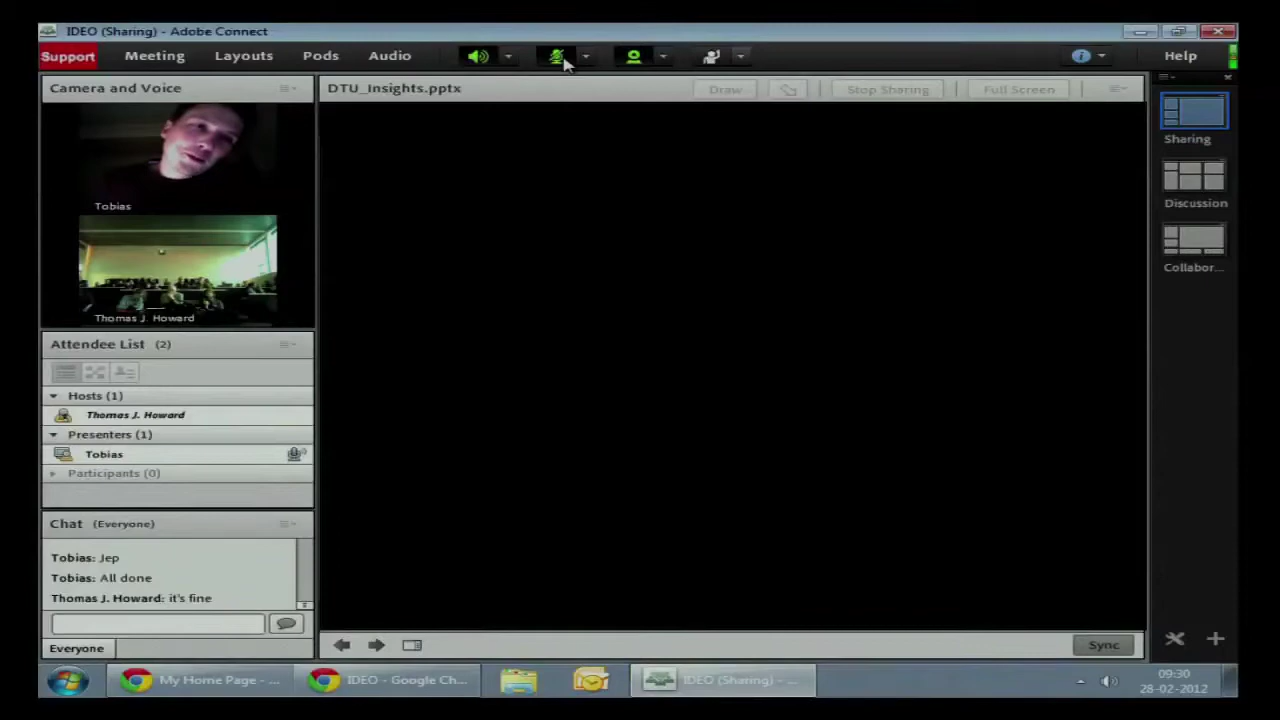 IDEO (Sharing) - Adobe Connect
Support Meeting Layouts Pods Audio Help
Camera and Voice
DTU_Insights.pptx
Draw
Stop Sharing
Full Screen
Sharing
Tobias
Discussion
Collabor...
Thomas J. Howard
Attendee List (2)
Hosts (1)
Thomas J. Howard
Presenters (1)
Tobias
Participants (0)
Chat (Everyone)
Tobias: Jep
Tobias: All done
Thomas J. Howard: it's fine
Everyone
Sync
My Home Page - ...
IDEO - Google Ch...
IDEO (Sharing) - ...
09:30
28-02-2012